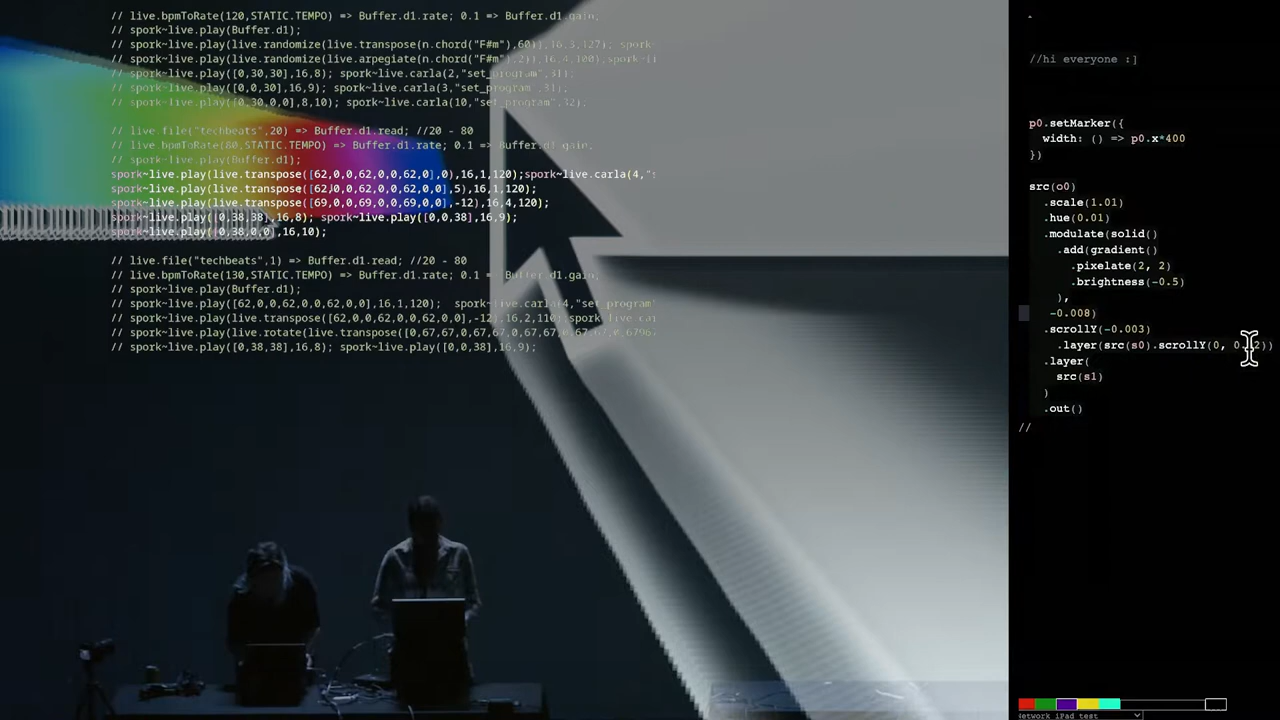 // live.bpmToRate(120,STATIC.TEMPO) => Buffer.d1.rate; 0.1 => Buffer.d1.gain;
// spork~live.play(Buffer.d1);
// spork~live.play(live.randomize(live.transpose(n.chord("F#m"),60)),16,3,127); spork~
// spork~live.play(live.randomize(live.arpegiate(n.chord("F#m"),2)),16,4,100);spork~
// spork~live.play([0,30,30],16,8); spork~live.carla(2,"set_program",31);
// spork~live.play([0,0,30],16,9); spork~live.carla(3,"set_program",31);
// spork~live.play([0,30,0,0],8,10); spork~live.carla(10,"set_program",32);
// live.file("techbeats",20) => Buffer.d1.read; //20 - 80
// live.bpmToRate(80,STATIC.TEMPO) => Buffer.d1.rate; 0.1 => Buffer.d1.gain;
// spork~live.play(Buffer.d1);
spork~live.play(live.transpose([62,0,0,62,0,0,62,0],0),16,1,120);spork~live.carla(4,"
spork~live.play(live.transpose([62,0,0,62,0,0,62,0,0],5),16,1,120);
spork~live.play(live.transpose([69,0,0,69,0,0,69,0,0],-12),16,4,120);
spork~live.play([0,38,38],16,8); spork~live.play([0,0,38],16,9);
spork~live.play([0,38,0,0],16,10);
// live.file("techbeats",1) => Buffer.d1.read; //20 - 80
// live.bpmToRate(130,STATIC.TEMPO) => Buffer.d1.rate; 0.1 = Buffer.d1.gain;
// spork~live.play(Buffer.d1);
// spork~live.play([62,0,0,62,0,0,62,0],16,1,120); spork~live.carla(4,"set_program"
// spork~live.play(live.transpose([62,0,0,62,0,0,62,0],-12),16,2,110);spork~live
// spork~live.play(live.rotate(live.transpose([0,67,67,0,67,67,0,67,67,0
// spork~live.play([0,38,38],16,8); spork~live.play([0,0,38],16,9);
//hi everyone :]
p0.setMarker({
width: () => p0.x*400
})
src(o0)
.scale(1.01)
.hue(0.01)
.modulate(solid()
.add(gradient()
.pixelate(2, 2)
.brightness(-0.5)
),
-0.008)
.scrollY(-0.003)
.layer(src(s0).scrollY(0,
.layer(
src(s1)
)
.out()
//
etwork iPad test